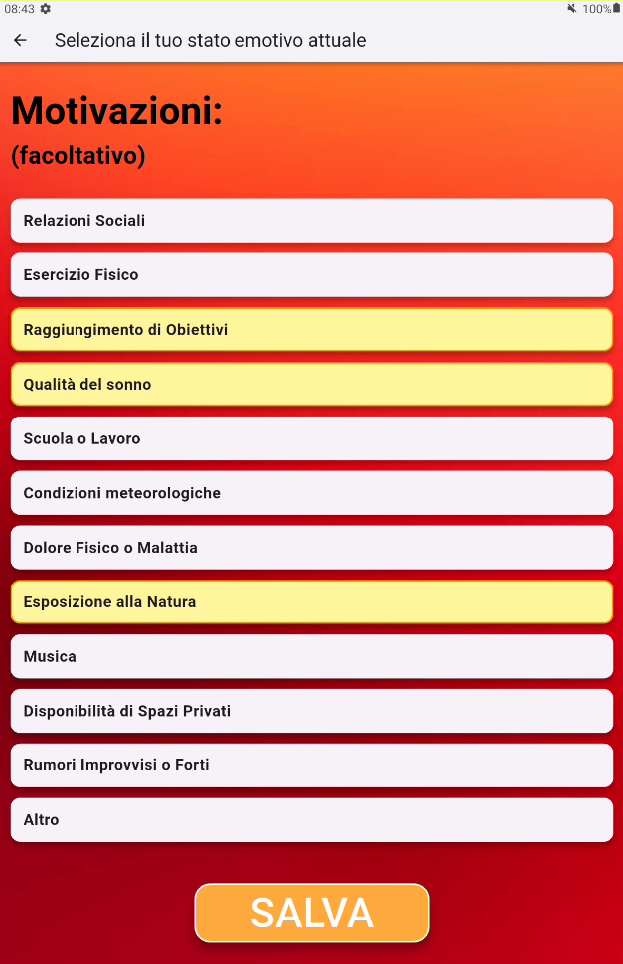 08:43 100%
Seleziona il tuo stato emotivo attuale
Motivazioni:
(facoltativo)
Relazioni Sociali
Esercizio Fisico
Raggiungimento di Obiettivi
Qualità del sonno
Scuola o Lavoro
Condizioni meteorologiche
Dolore Fisico o Malattia
Esposizione alla Natura
Musica
Disponibilità di Spazi Privati
Rumori Improvvisi o Forti
Altro
SALVA